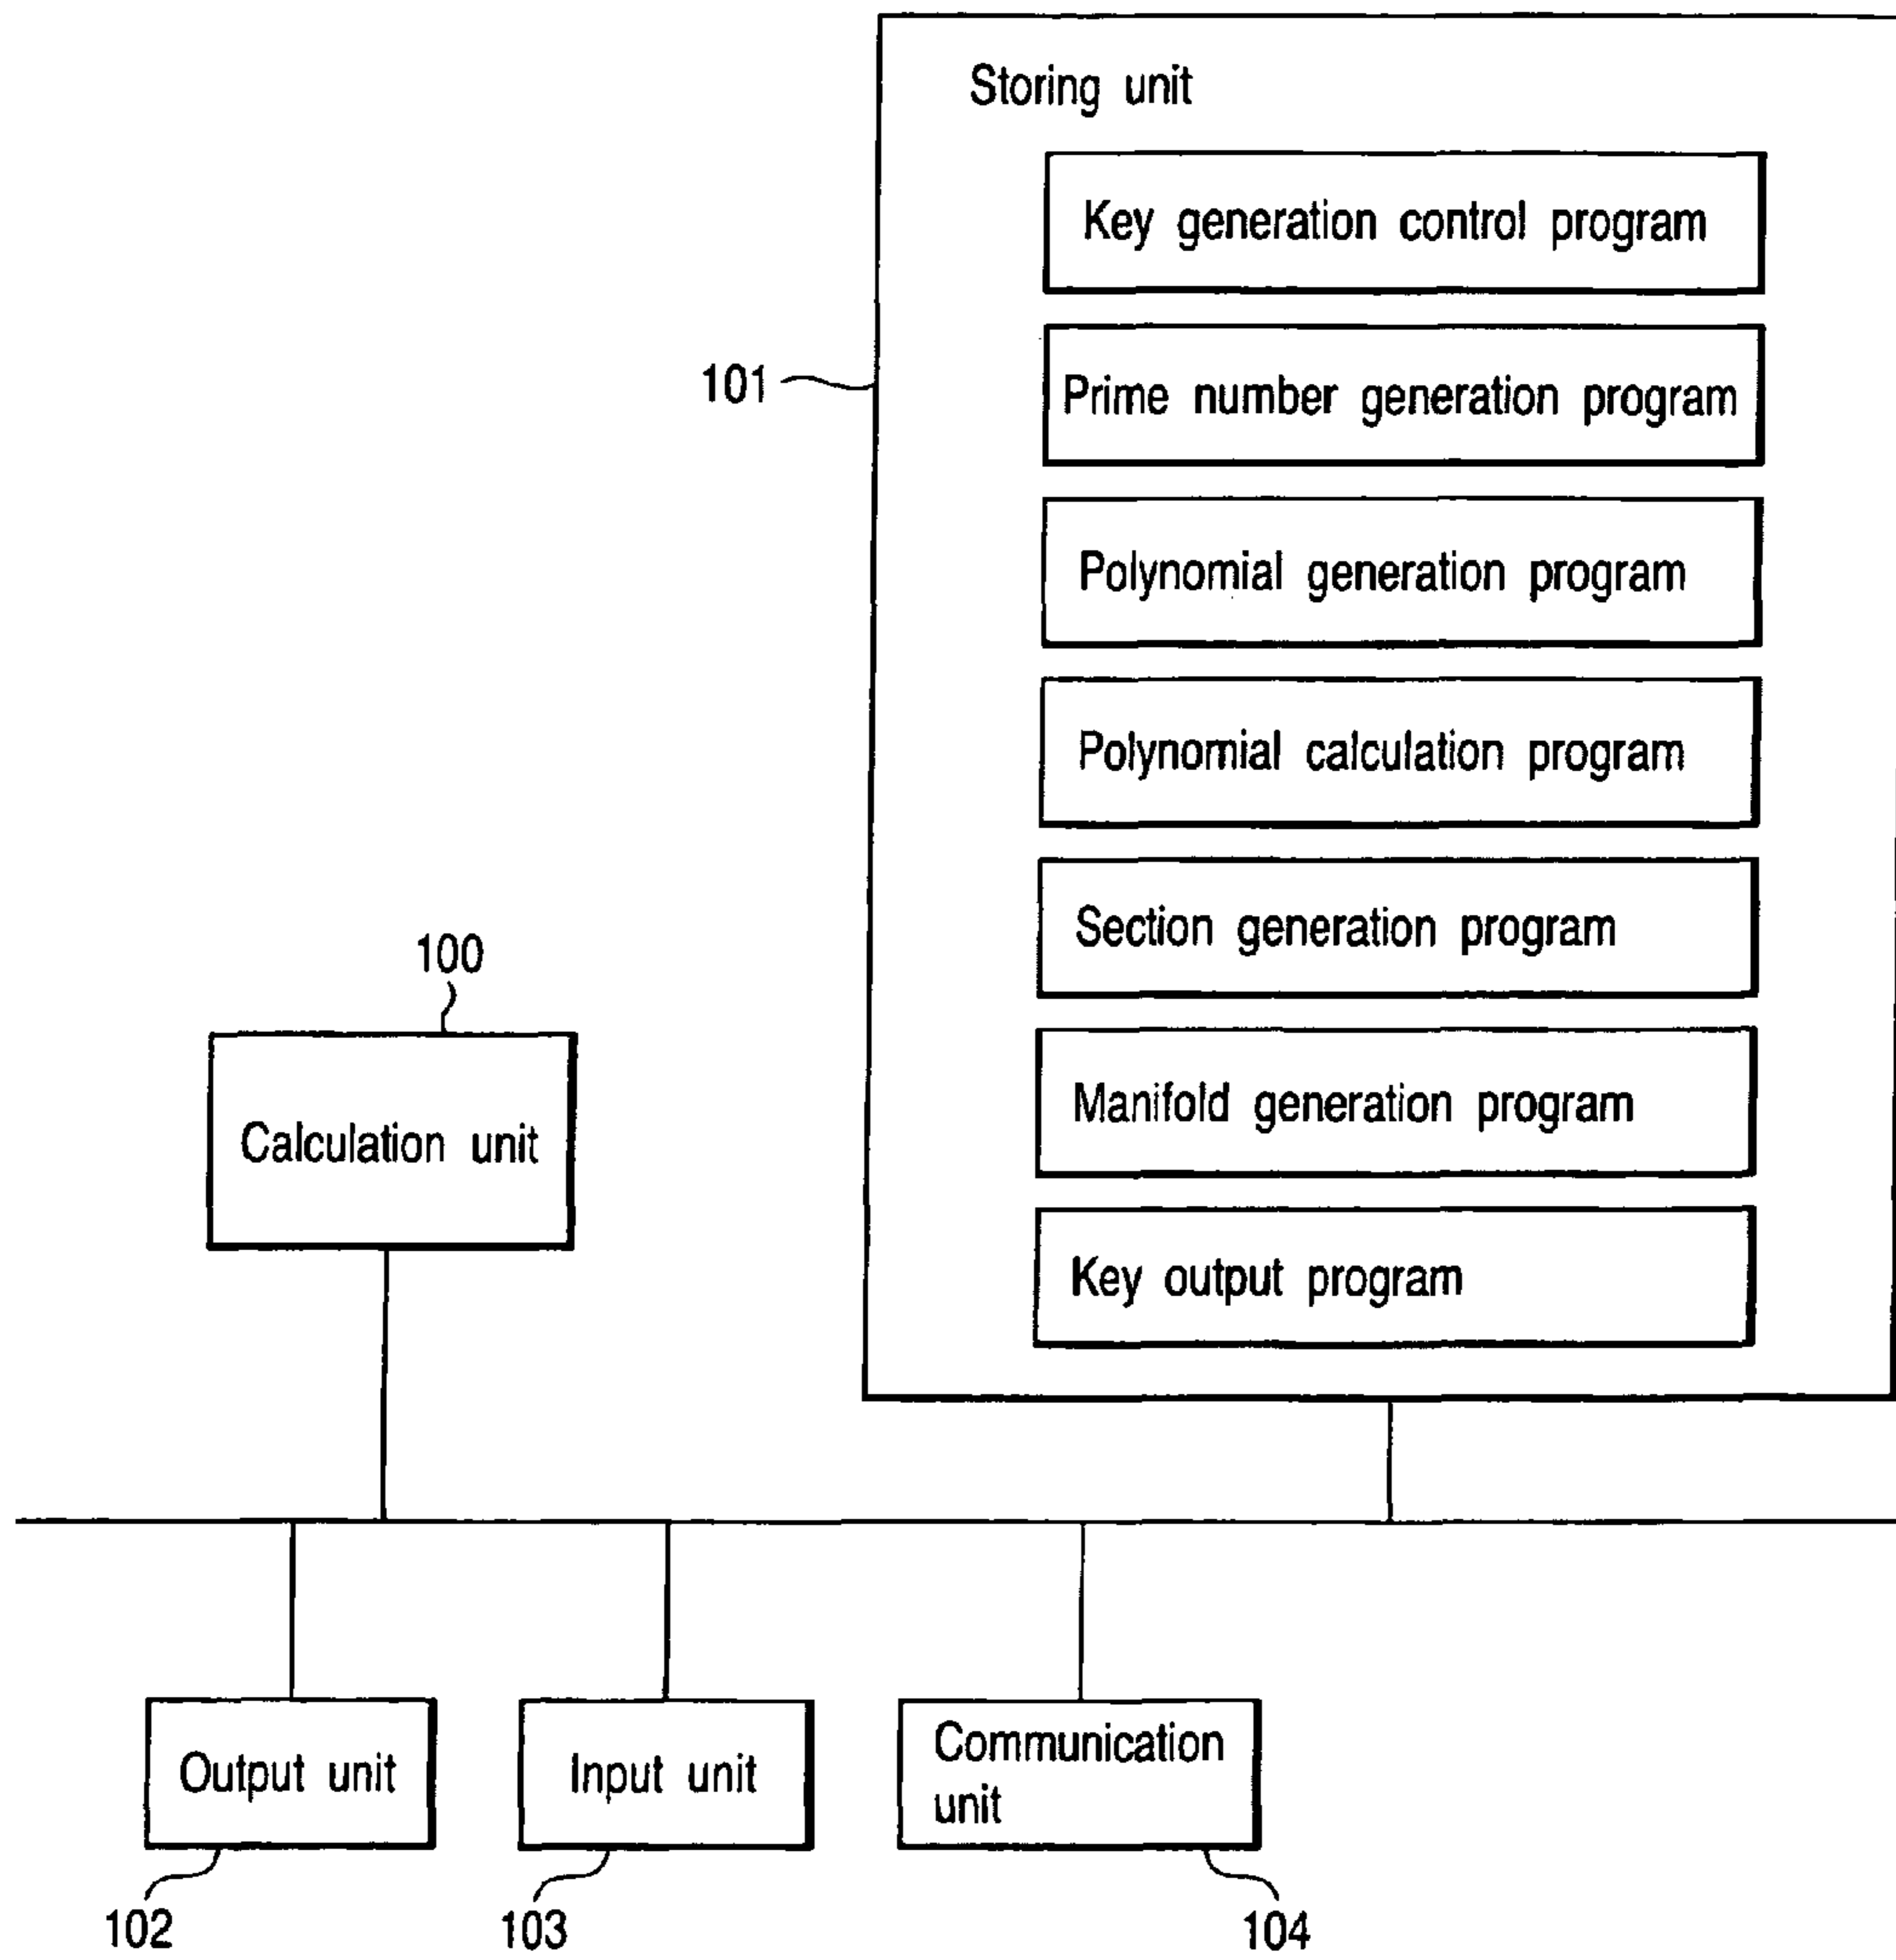 Storing unit
Key generation control program
101
Prime number generation program
Polynomial generation program
Polynomial calculation program
Section generation program
100
Manifold generation program
Calculation unit
Key output program
Output unit
Input unit
Communication
unit
102
103
104